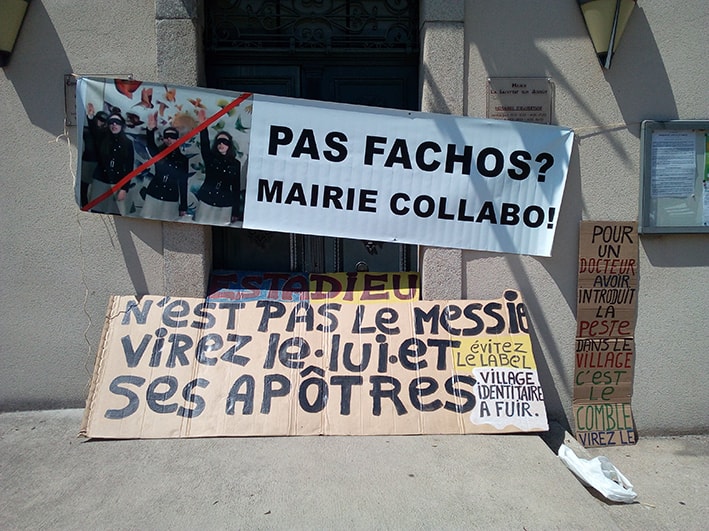 PAS FACHOS?
MAIRIE COLLABO!
ESTADIEU
N'EST PAS LE MESSIE
VIREZ le.lui.et
SES APÔTRES
ÉVITEZ
LE LABEL
VILLAGE
IDENTITAIRE
A FUIR.
POUR
UN
DOCTEUR
AVOIR
INTRODUIT
LA
PESTE
DANS LE
VILLAGE
C'EST
LE
COMBLE
VIREZ LE